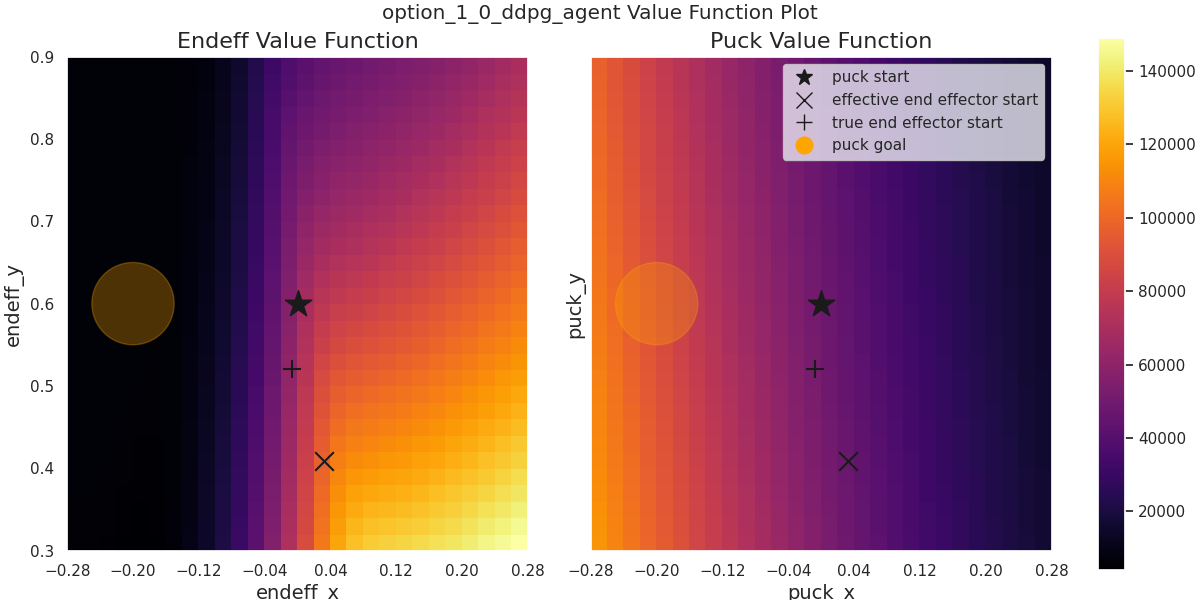 option_1_0_ddpg_agent Value Function Plot
Endeff Value Function
endeff_y
0.9
0.8
0.7
0.6
0.5
0.4
0.3
−0.28 −0.20 −0.12 −0.04 0.04 0.12 0.20 0.28
endeff_x
Puck Value Function
puck start
effective end effector start
true end effector start
puck goal
puck_y
−0.28 −0.20 −0.12 −0.04 0.04 0.12 0.20 0.28
puck_x
140000
120000
100000
80000
60000
40000
20000